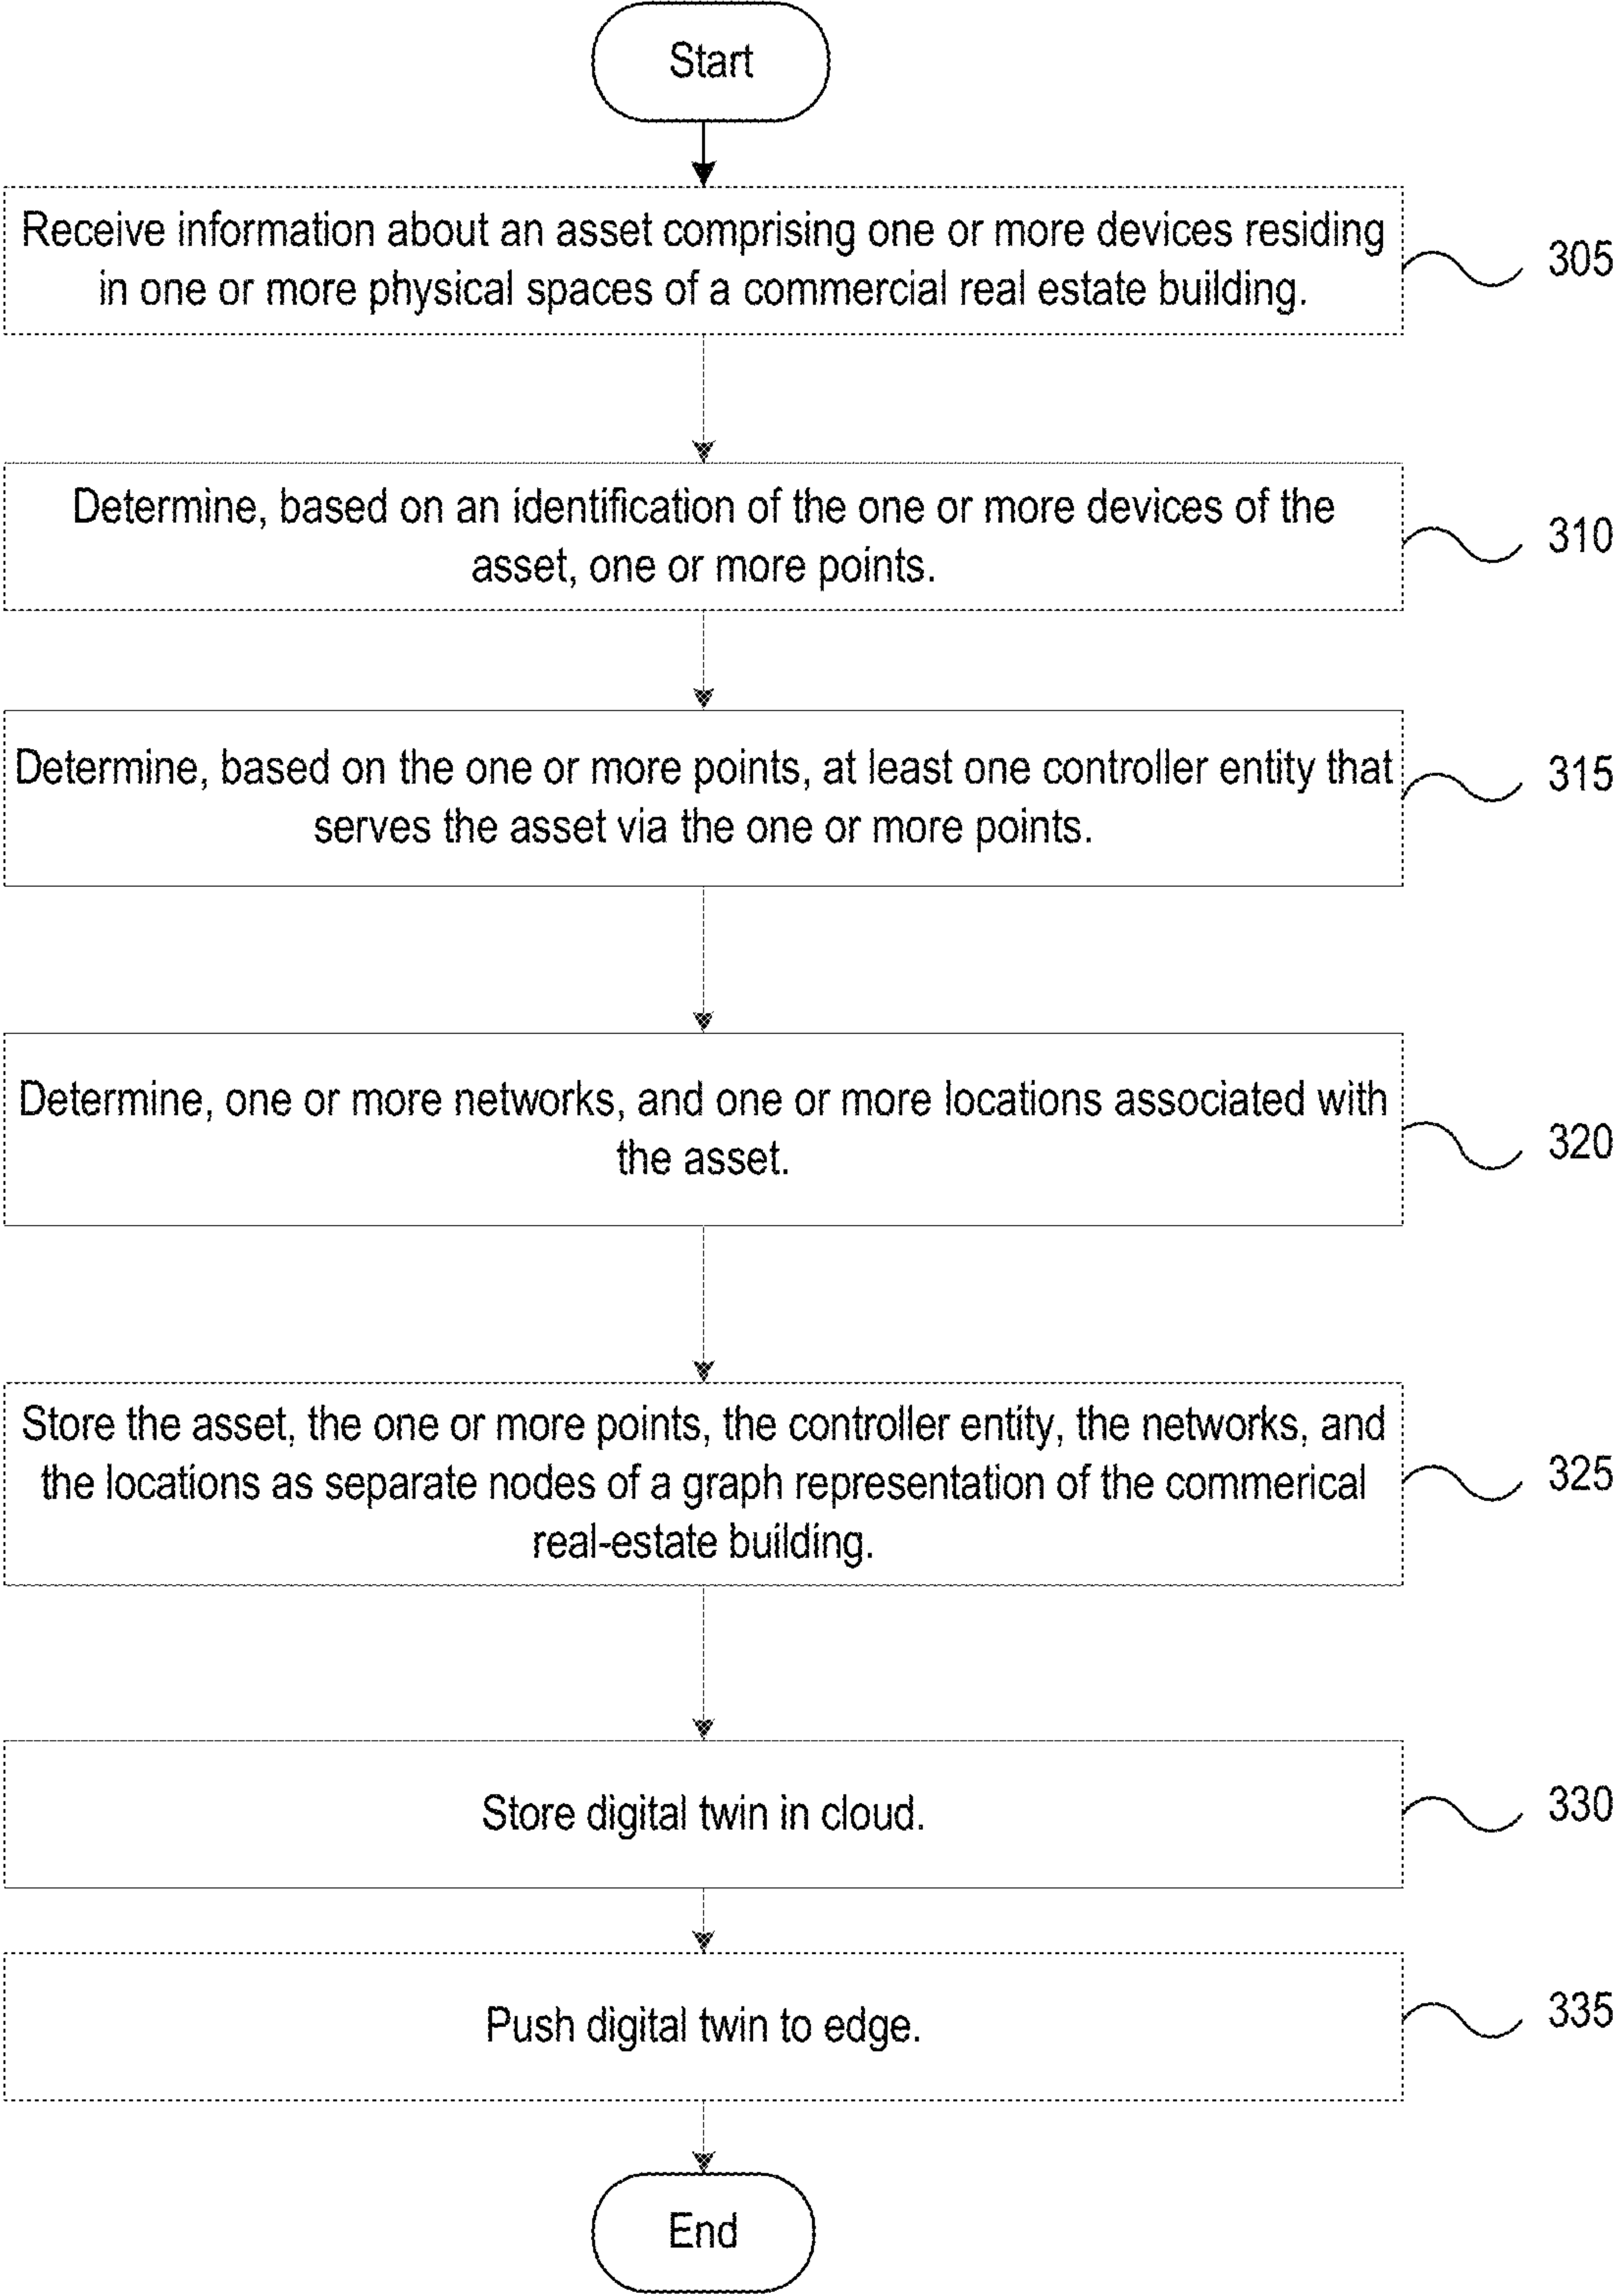 Start
Receive information about an asset comprising one or more devices residing
in one or more physical spaces of a commercial real estate building.
305
Determine, based on an identification of the one or more devices of the
asset, one or more points.
310
Determine, based on the one or more points, at least one controller entity that
serves the asset via the one or more points.
315
Determine, one or more networks, and one or more locations associated with
the asset.
320
Store the asset, the one or more points, the controller entity, the networks, and
the locations as separate nodes of a graph representation of the commerical
real-estate building.
325
Store digital twin in cloud.
330
Push digital twin to edge.
335
End